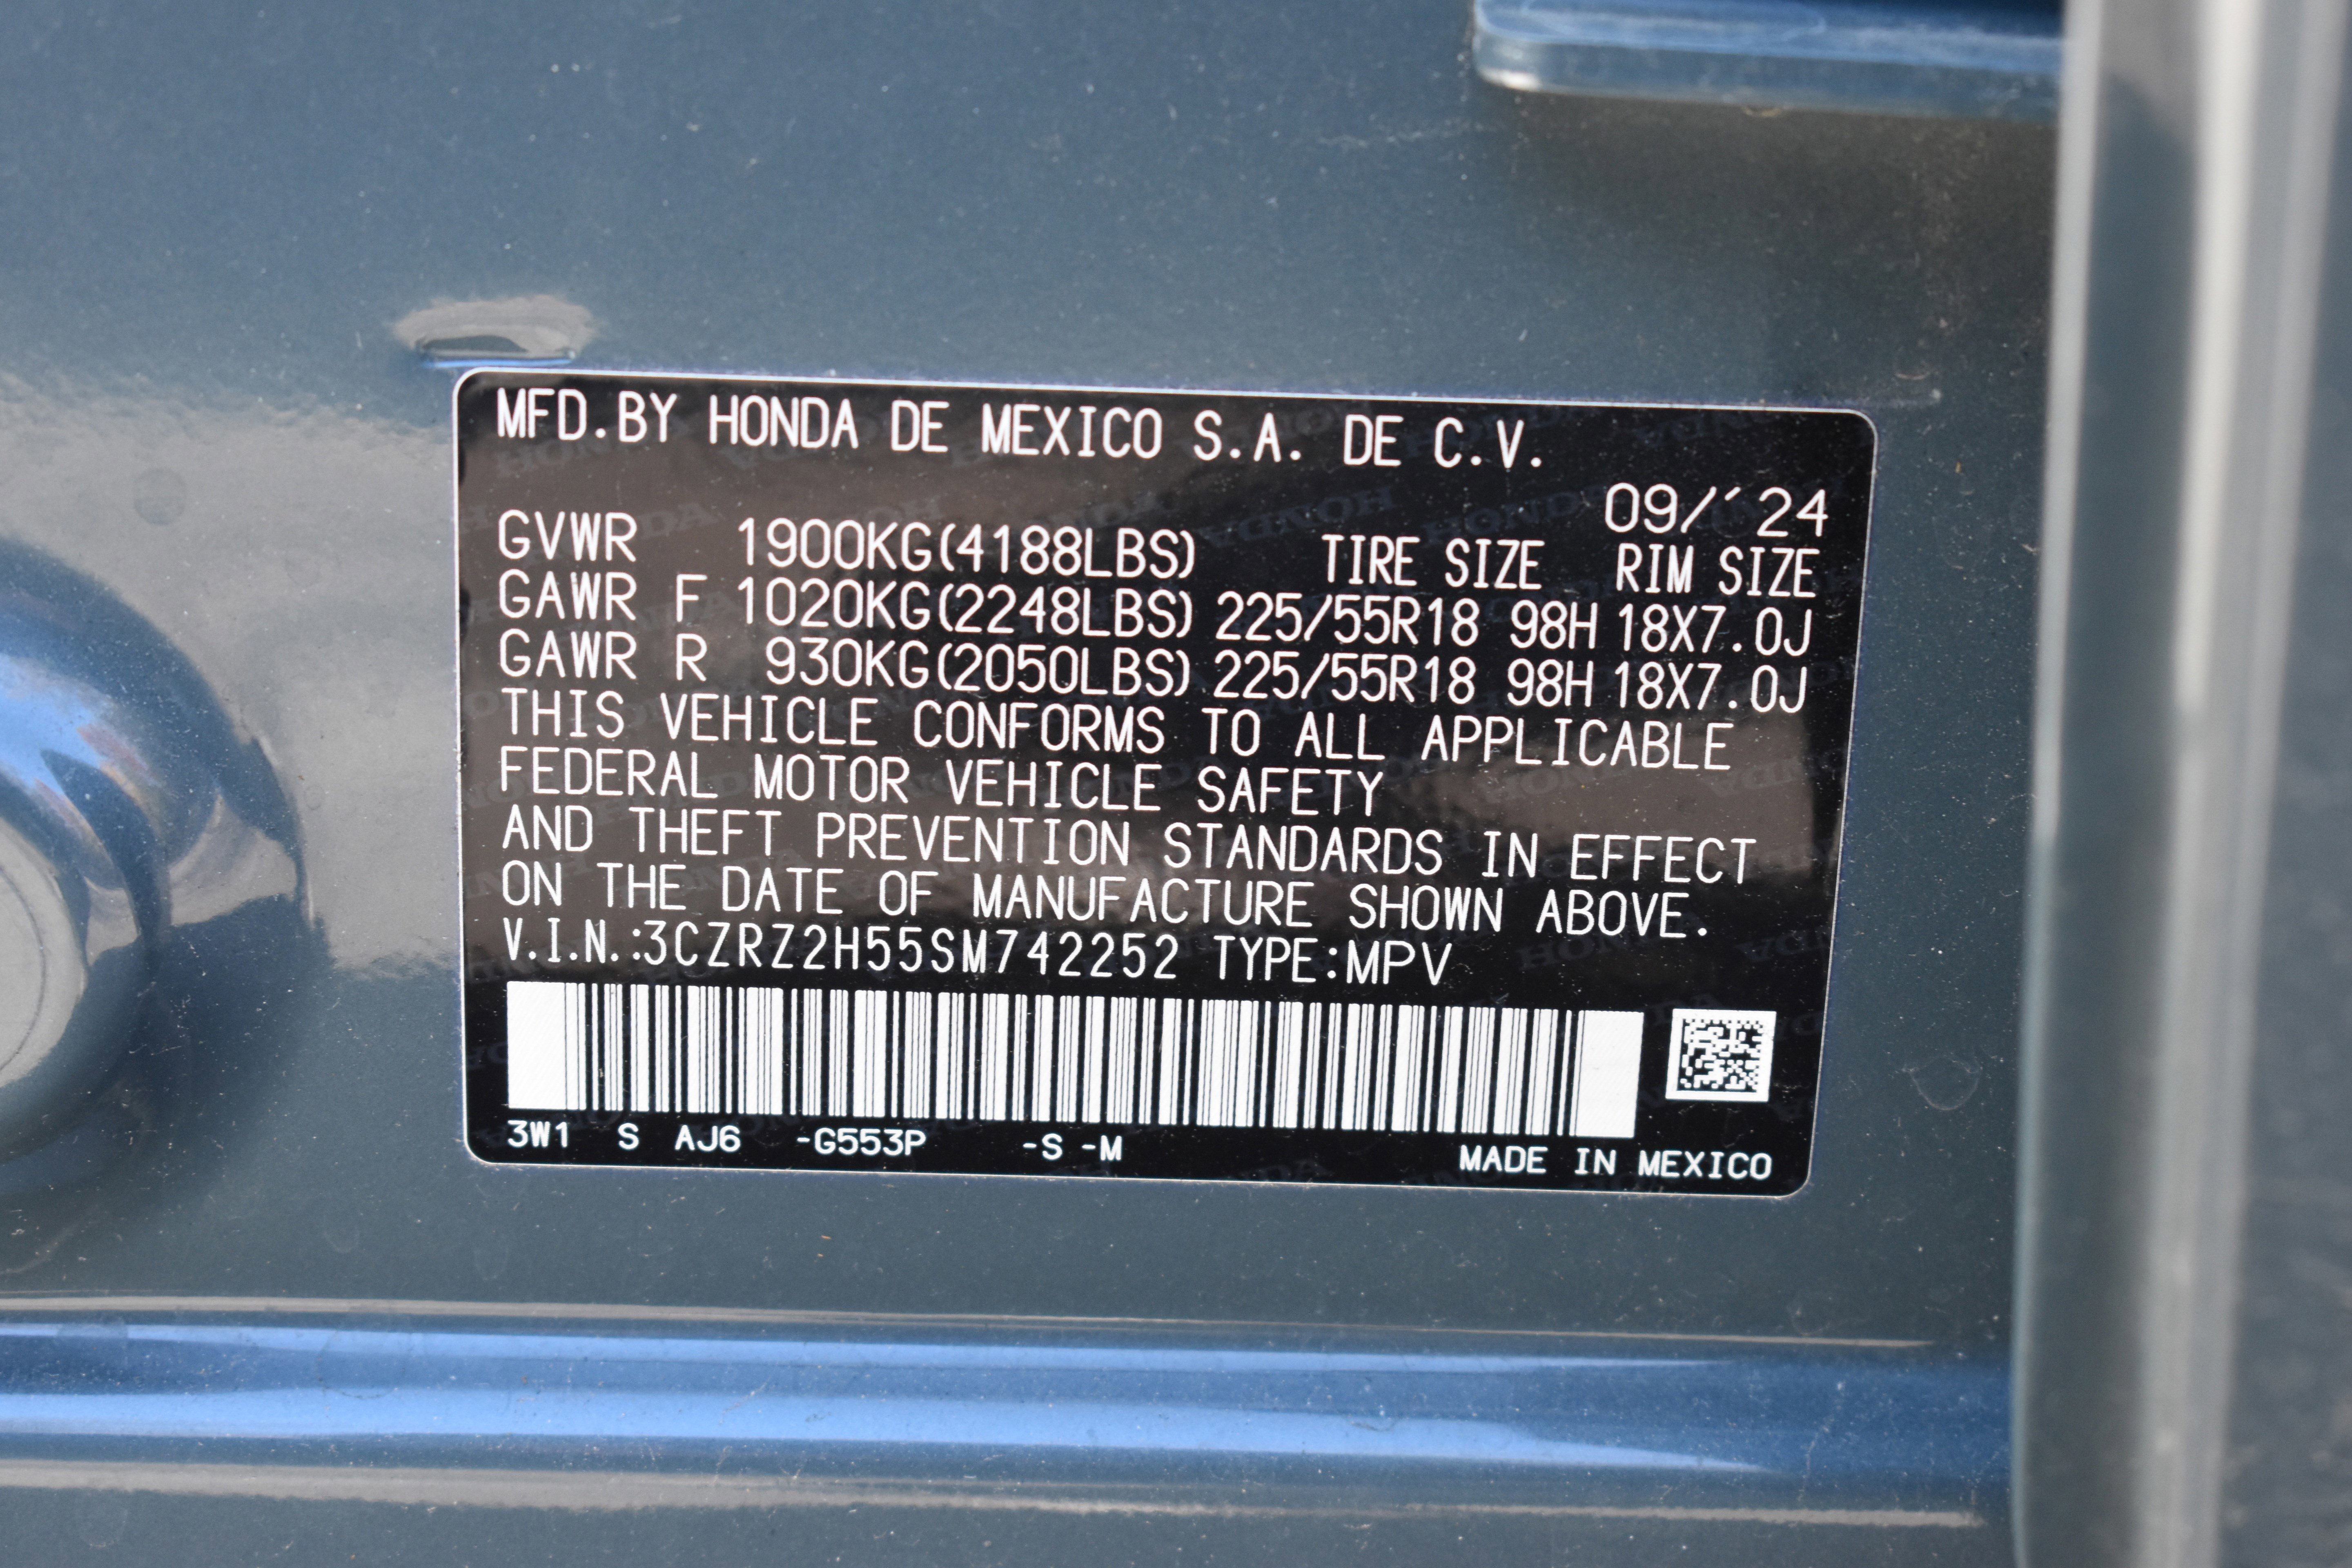 MFD.BY HONDA DE MEXICO S.A. DE C.V.
09/´24
GVWR 1900KG(4188LBS) TIRE SIZE RIM SIZE
GAWR F 1020KG(2248LBS) 225/55R18 98H 18X7.0J
GAWR R 930KG(2050LBS) 225/55R18 98H 18X7.0J
THIS VEHICLE CONFORMS TO ALL APPLICABLE
FEDERAL MOTOR VEHICLE SAFETY
AND THEFT PREVENTION STANDARDS IN EFFECT
ON THE DATE OF MANUFACTURE SHOWN ABOVE.
V.I.N.:3CZRZ2H55SM742252 TYPE:MPV
3W1 S AJ6 -G553P -S -M MADE IN MEXICO